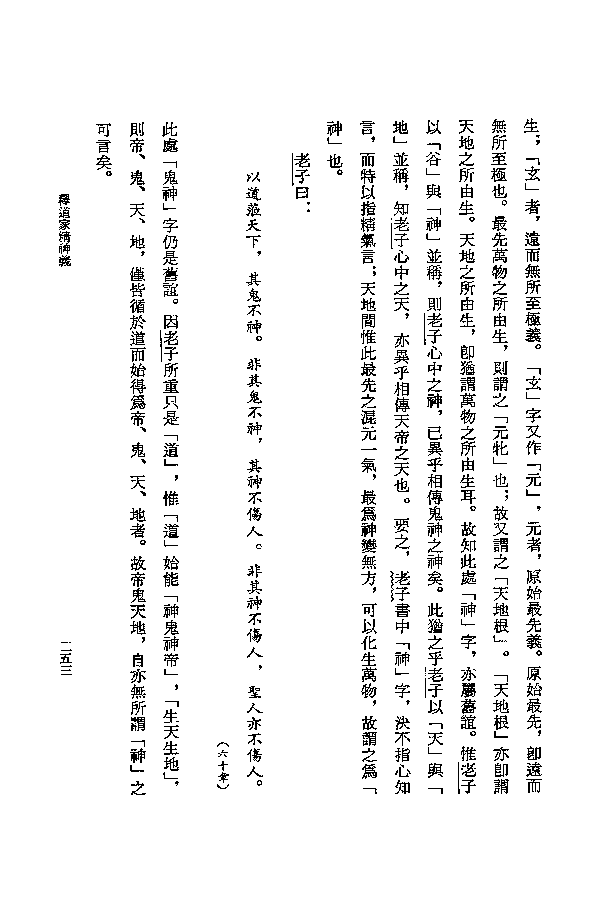 生；「玄」者，遠而無所至極義。「玄」字又作「元」，元者，原始最先義。原始最先，卽遠而
無所至極也。最先萬物之所由生，則謂之「元牝」也；故又謂之「天地根」。「天地根」亦卽謂
天地之所由生。天地之所由生，卽猶謂萬物之所由生耳。故知此處「神」字，亦屬舊誼。惟老子
以「谷」與「神」並稱，則老子心中之神，已異乎相傳鬼神之神矣。此猶之乎老子以「天」與「
地」並稱，知老子心中之天，亦異乎相傳天帝之天也。要之，老子書中「神」字，決不指心知
言，而特以指精氣言；天地間惟此最先之混元一氣，最爲神變無方，可以化生萬物，故謂之爲「
神」也。
老子曰：
以道蒞天下，其鬼不神。非其鬼不神，其神不傷人。非其神不傷人，聖人亦不傷人。
（六十章）
此處「鬼神」字仍是舊誼。因老子所重只是「道」，惟「道」始能「神鬼神帝」，「生天生地」，
則帝、鬼、天、地，僅皆循於道而始得爲帝、鬼、天、地者。故帝鬼天地，自亦無所謂「神」之
可言矣。
釋道家精神義
二五三